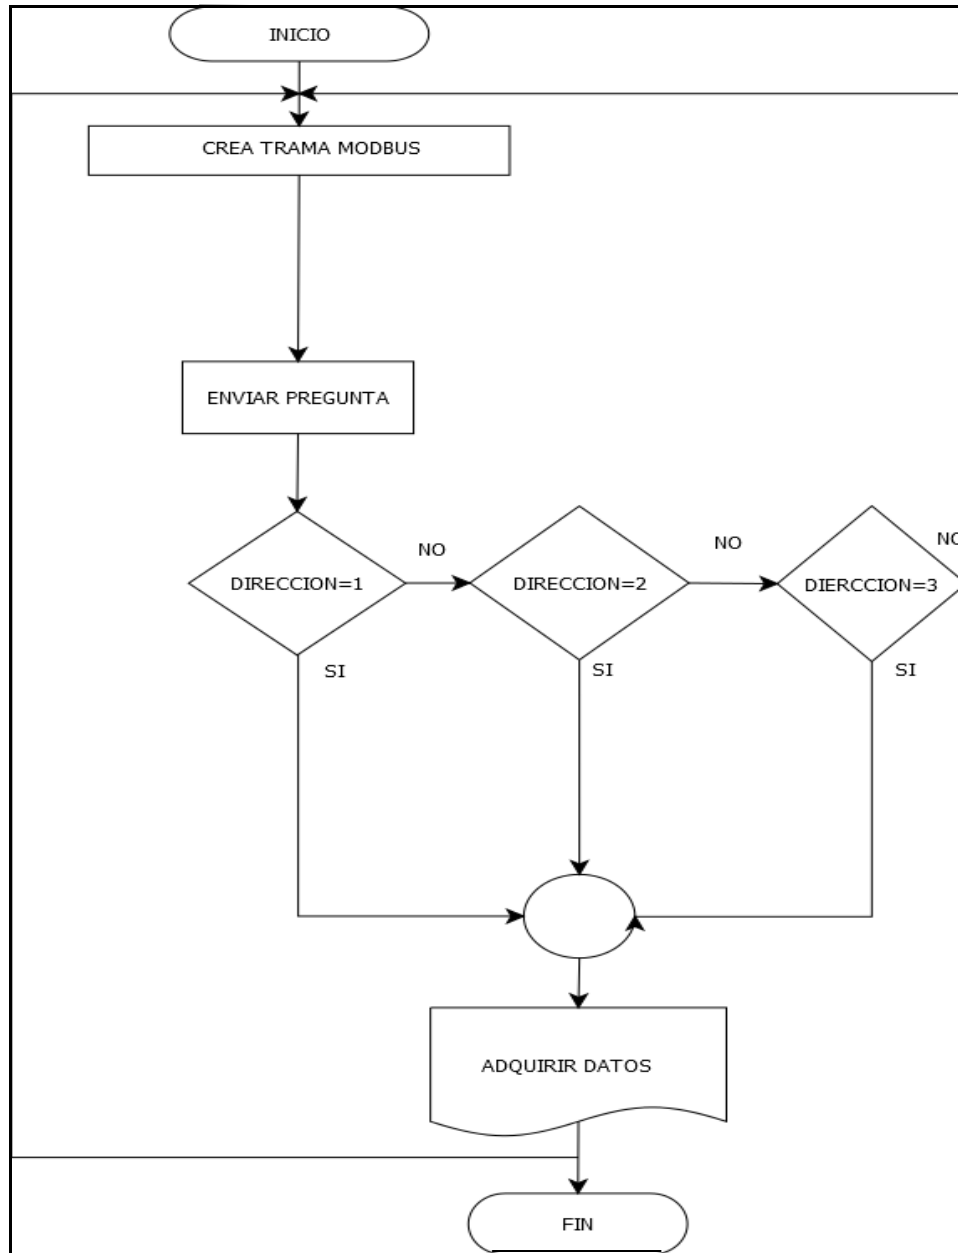 INICIO
CREA TRAMA MODBUS
ENVIAR PREGUNTA
DIRECCION=1
NO
DIRECCION=2
NO
DIERCCION=3
NO
SI
SI
SI
ADQUIRIR DATOS
FIN